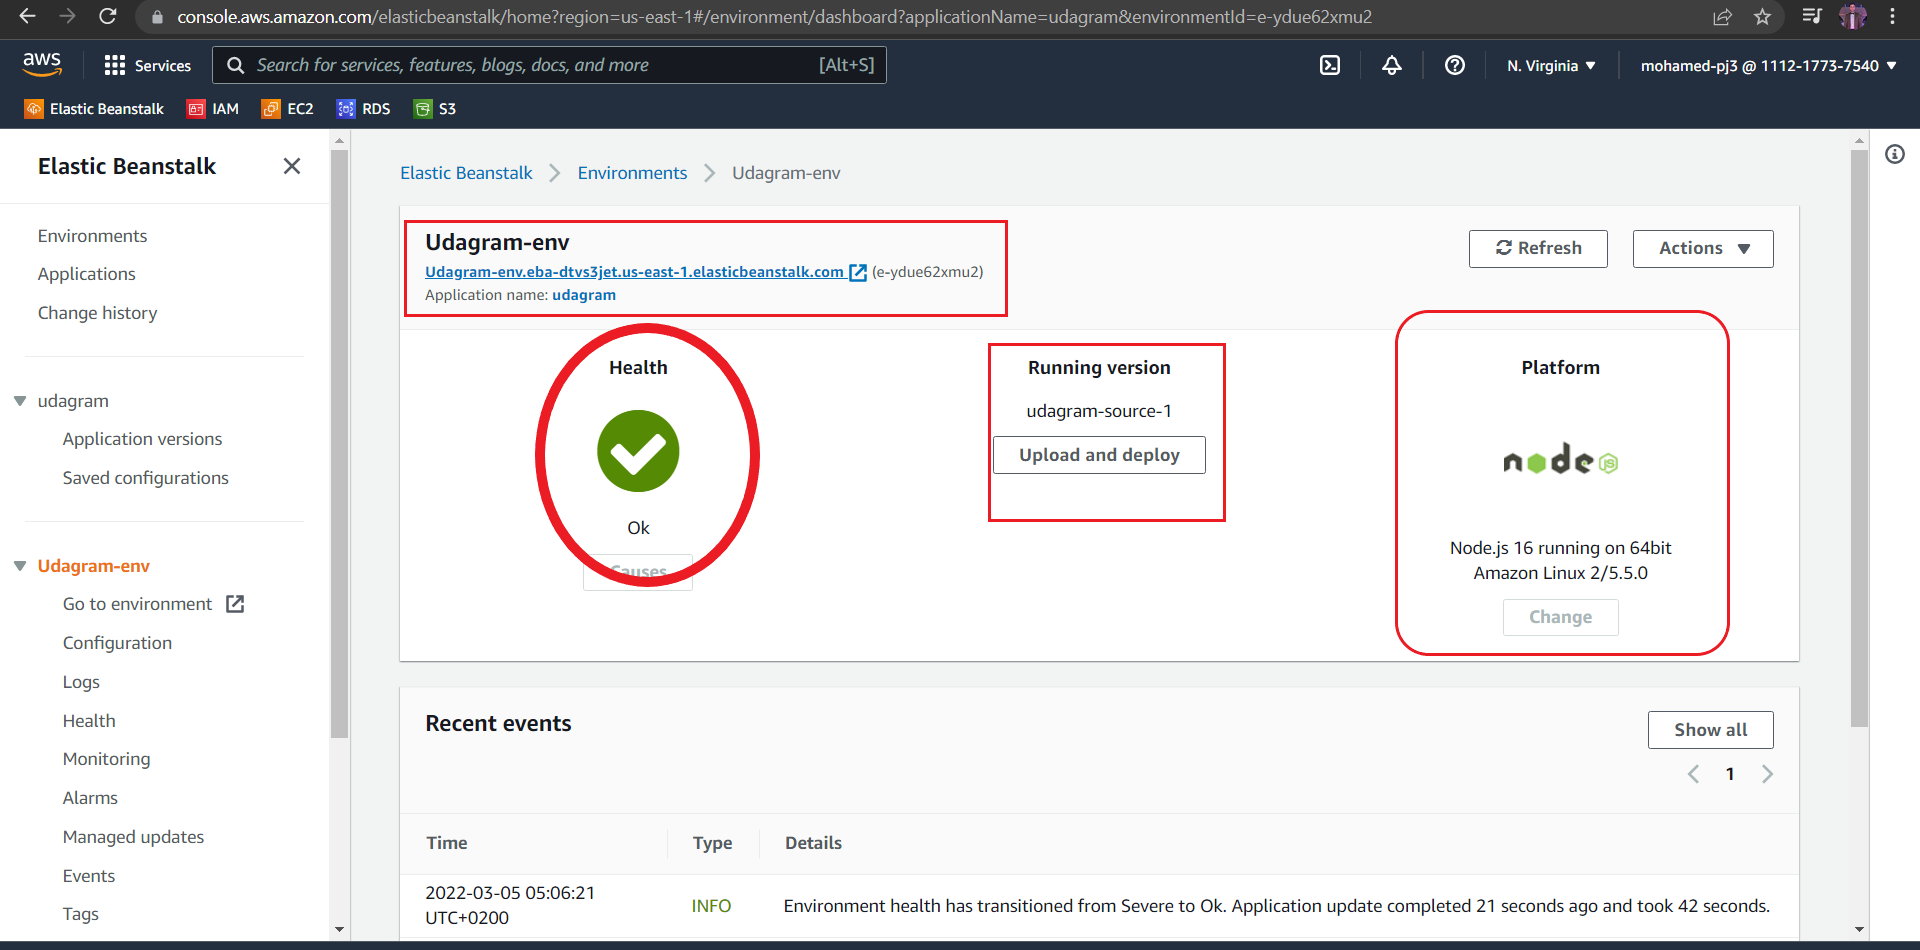 console.aws.amazon.com/elasticbeanstalk/home?region=us-east-1#/environment/dashboard?applicationName=udagram&environmentId=e-ydue62xmu2
aws
Services
Search for services, features, blogs, docs, and more
[Alt+S]
N. Virginia
mohamed-pj3 @ 1112-1773-7540
Elastic Beanstalk
IAM
EC2
RDS
S3
Elastic Beanstalk
Environments
Applications
Change history
udagram
Application versions
Saved configurations
Udagram-env
Go to environment
Configuration
Logs
Health
Monitoring
Alarms
Managed updates
Events
Tags
Elastic Beanstalk
Environments
Udagram-env
Udagram-env
Udagram-env.eba-dtvs3jet.us-east-1.elasticbeanstalk.com (e-ydue62xmu2)
Application name: udagram
Refresh
Actions
Health
Ok
Causes
Running version
udagram-source-1
Upload and deploy
Platform
node JS
Node.js 16 running on 64bit
Amazon Linux 2/5.5.0
Change
Recent events
Show all
1
Time
Type
Details
2022-03-05 05:06:21
UTC+0200
INFO
Environment health has transitioned from Severe to Ok. Application update completed 21 seconds ago and took 42 seconds.